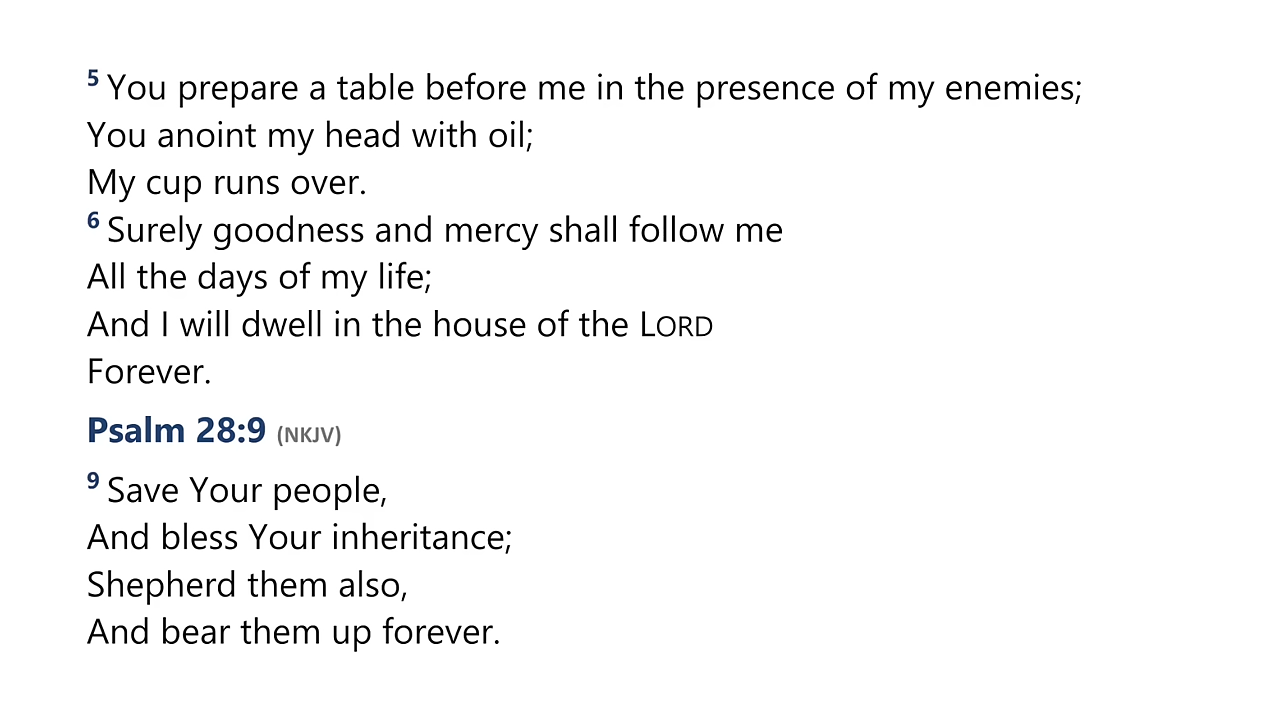 5 You prepare a table before me in the presence of my enemies;
You anoint my head with oil;
My cup runs over.
6 Surely goodness and mercy shall follow me
All the days of my life;
And I will dwell in the house of the LORD
Forever.
Psalm 28:9 (NKJV)
9 Save Your people,
And bless Your inheritance;
Shepherd them also,
And bear them up forever.